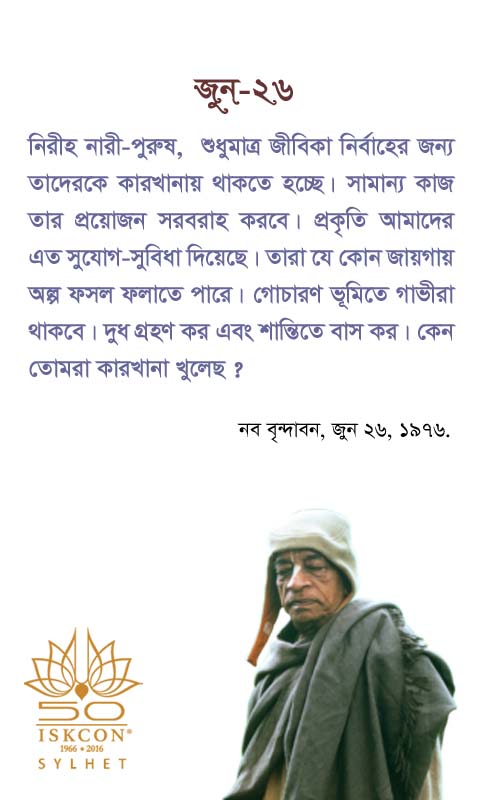 জুন-২৬
নিরীহ নারী-পুরুষ, শুধুমাত্র জীবিকা নির্বাহের জন্য
তাদেরকে কারখানায় থাকতে হচ্ছে। সামান্য কাজ
তার প্রয়োজন সরবরাহ করবে। প্রকৃতি আমাদের
এত সুযোগ-সুবিধা দিয়েছে। তারা যে কোন জায়গায়
অল্প ফসল ফলাতে পারে। গোচারণ ভূমিতে গাভীরা
থাকবে। দুধ গ্রহণ কর এবং শান্তিতে বাস কর। কেন
তোমরা কারখানা খুলেছ ?
নব বৃন্দাবন, জুন ২৬, ১৯৭৬.
50
ISKCON®
1966 • 2016
SYLHET